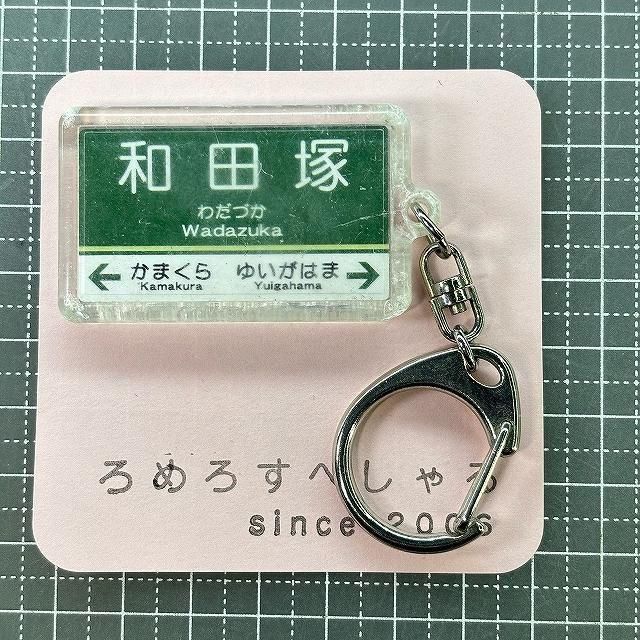 和田塚
わだづか
Wadazuka
かまくら ゆいがはま
Kamakura Yuigahama
ろめろすぺしゃる
since 2006